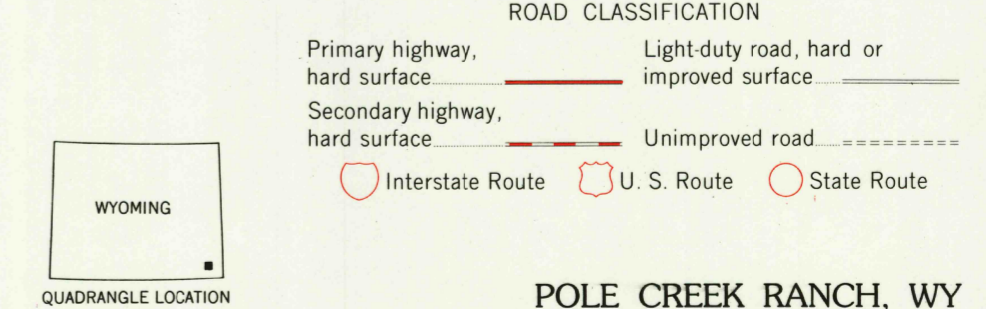 ROAD CLASSIFICATION
Primary highway,
hard surface
Light-duty road, hard or
improved surface
Secondary highway,
hard surface
Unimproved road
Interstate Route
U. S. Route
State Route
WYOMING
QUADRANGLE LOCATION
POLE CREEK RANCH, WY